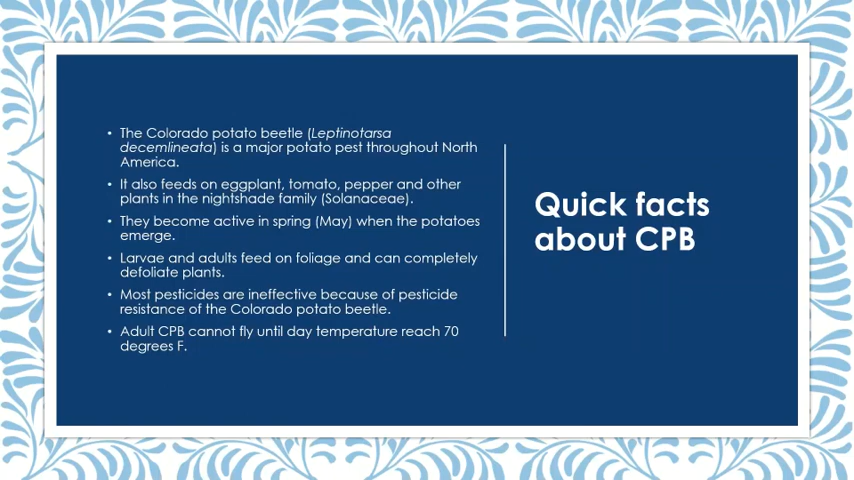 • The Colorado potato beetle (Leptinotarsa
decemlineata) is a major potato pest throughout North
America.
• It also feeds on eggplant, tomato, pepper and other
plants in the nightshade family (Solanaceae).
• They become active in spring (May) when the potatoes
emerge.
• Larvae and adults feed on foliage and can completely
defoliate plants.
• Most pesticides are ineffective because of pesticide
resistance of the Colorado potato beetle.
• Adult CPB cannot fly until day temperature reach 70
degrees F.
Quick facts
about CPB